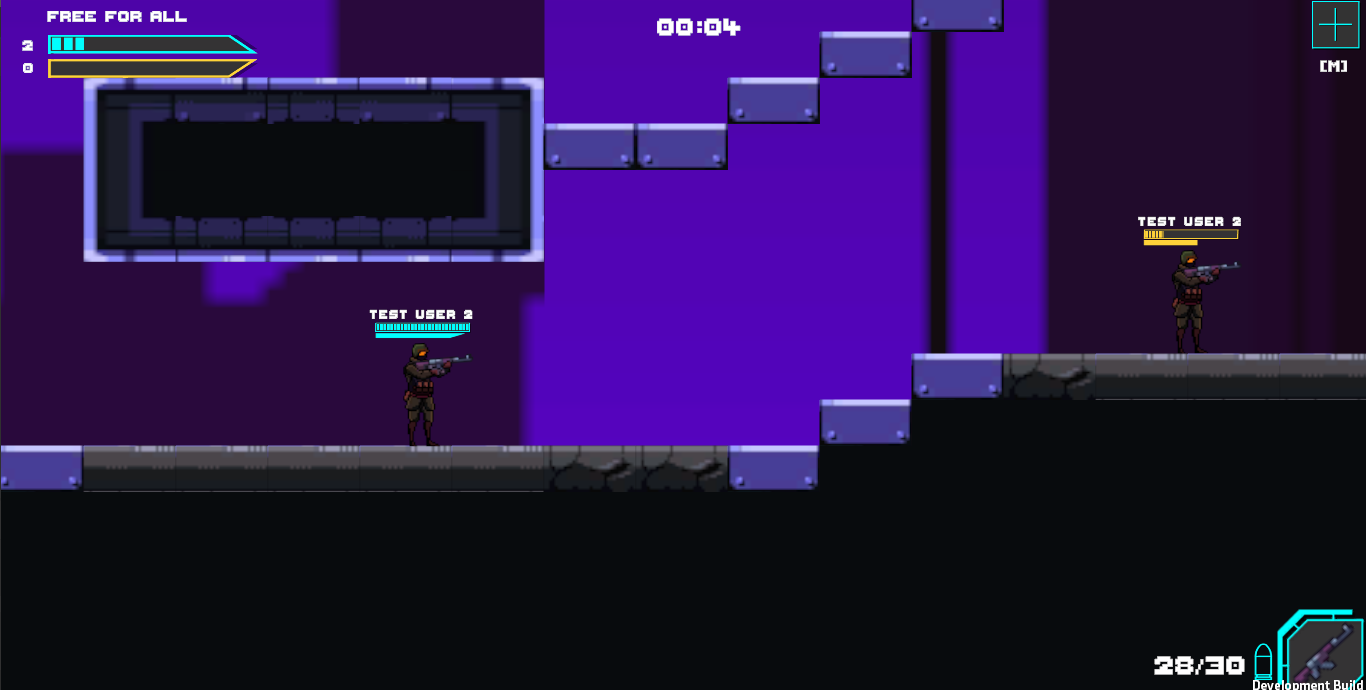 FREE FOR ALL
2
0
00:04
[M]
TEST USER 2
TEST USER 2
28/30
Development Build